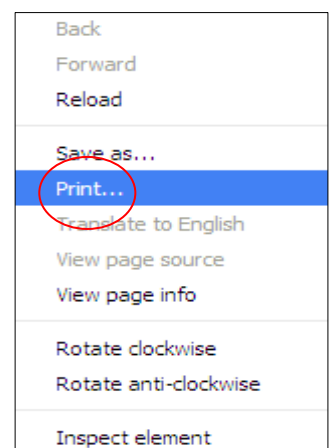 Back
Forward
Reload
Save as...
Print...
Translate to English
View page source
View page info
Rotate clockwise
Rotate anti-clockwise
Inspect element